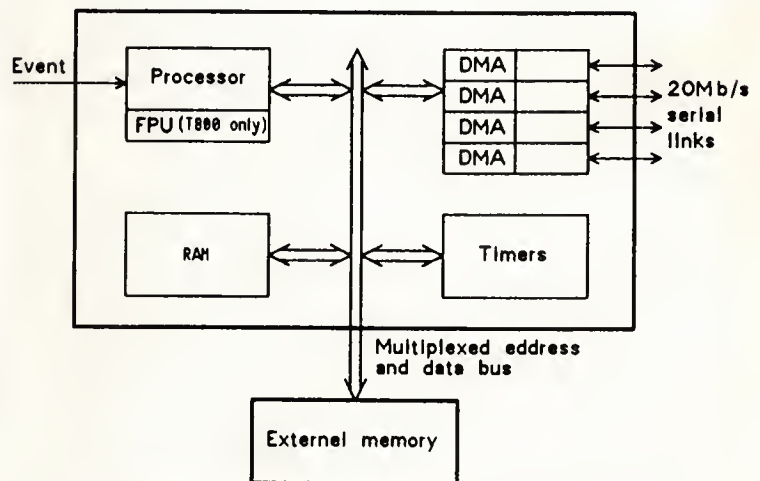 Event
Processor
FPU (T800 only)
DMA
DMA
DMA
DMA
20Mb/s
serial
links
RAM
Timers
Multiplexed eddress
and data bus
External memory